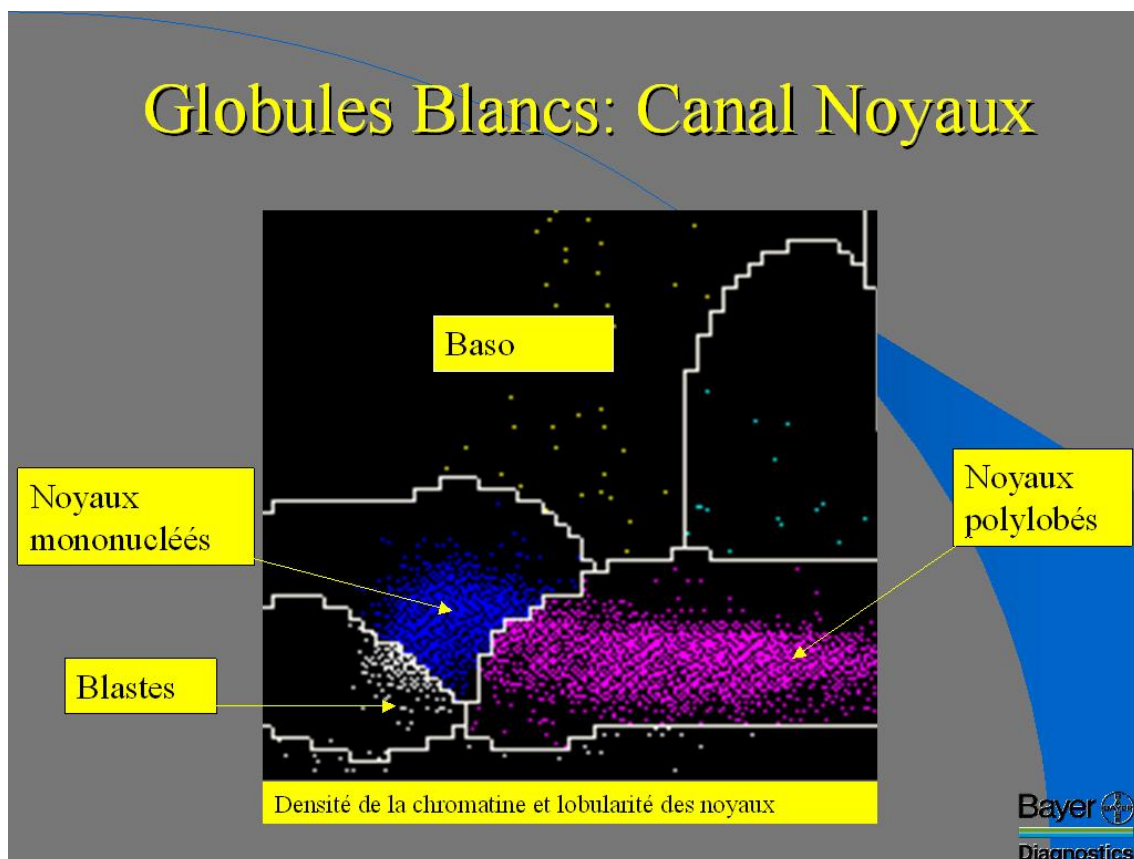 Globules Blancs: Canal Noyaux
Baso
Noyaux
mononucléés
Noyaux
polylobés
Blastes
Densité de la chromatine et lobularité des noyaux
Bayer
BAYER
Diagnostics